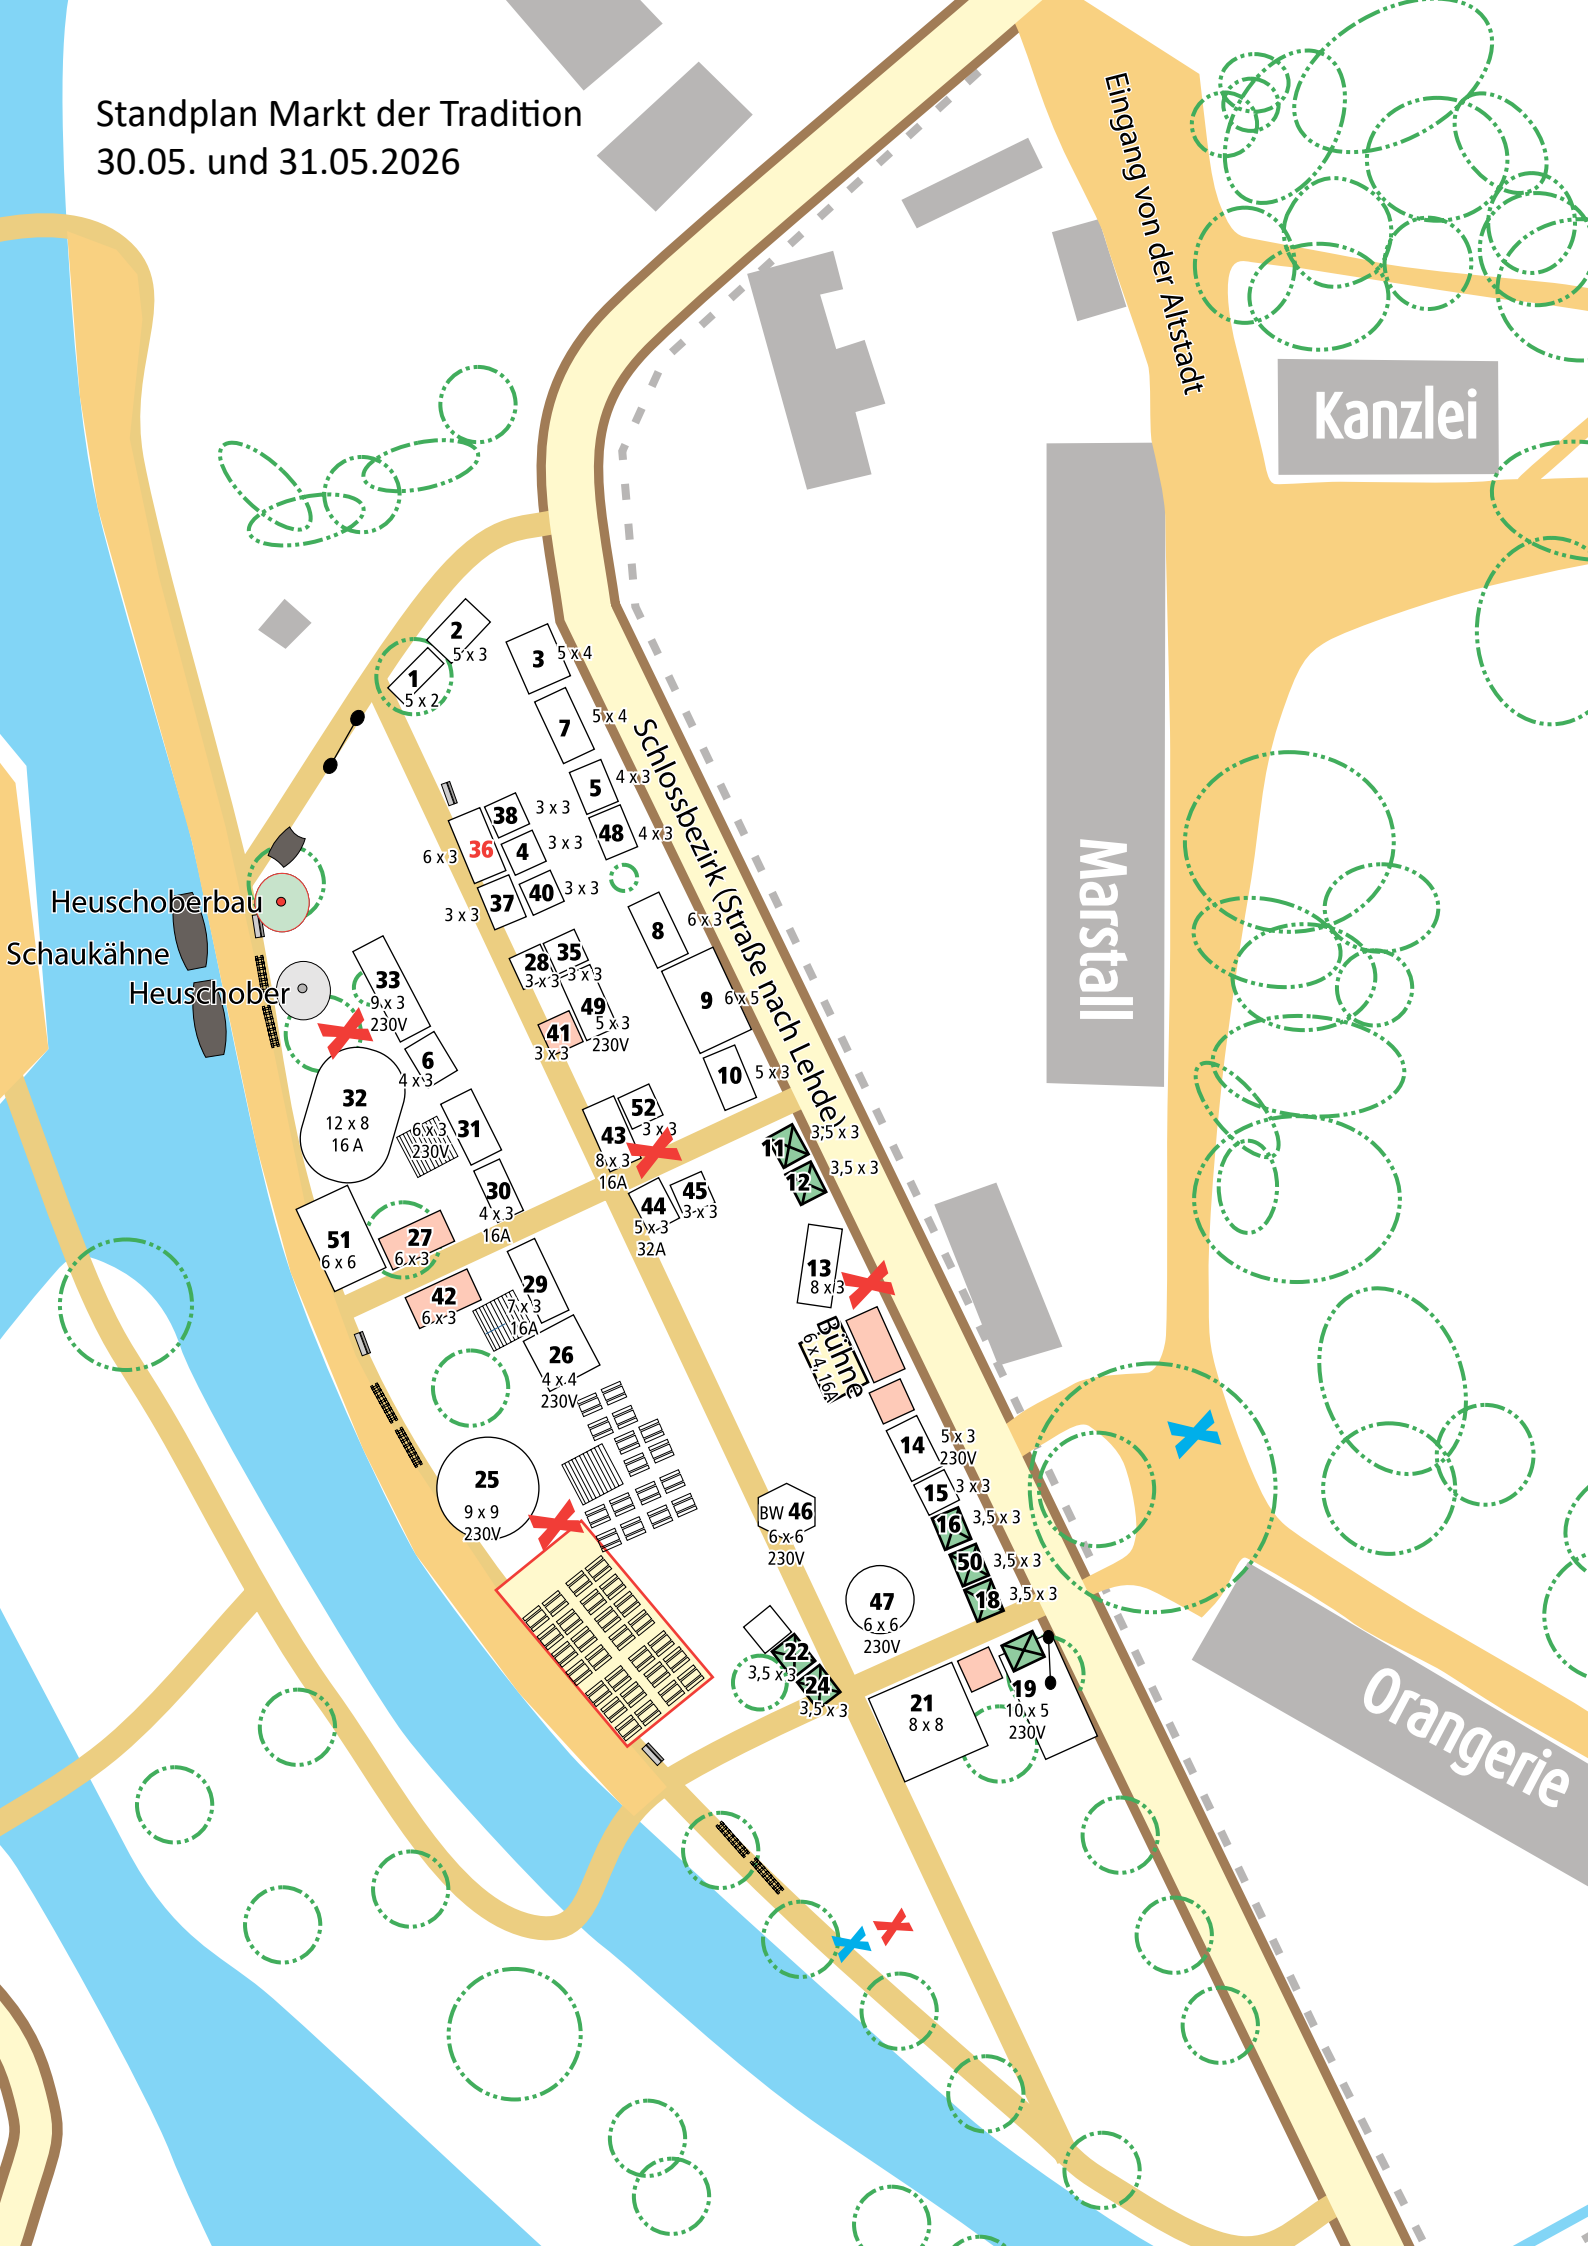 Standplan Markt der Tradition
30.05. und 31.05.2026
Eingang von der Altstadt
Kanzlei
Marstall
Orangerie
Schlossbezirk (Straße nach Lehde)
2
5 x 3
1
5 x 2
3
5 x 4
7
5 x 4
5
4 x 3
48
4 x 3
38
3 x 3
36
6 x 3
4
3 x 3
40
3 x 3
37
3 x 3
8
6 x 3
9
6 x 5
10
5 x 3
Heuschoberbau
Schaukähne
Heuschober
33
9 x 3
230V
28
3 x 3
35
3 x 3
49
5 x 3
230V
41
3 x 3
6
4 x 3
32
12 x 8
16 A
31
6 x 3
230V
52
3 x 3
43
8 x 3
16A
11
3,5 x 3
12
3,5 x 3
30
4 x 3
16A
44
5 x 3
32A
45
3 x 3
51
6 x 6
27
6 x 3
42
6 x 3
29
7 x 3
16A
13
8 x 3
Bühne
6 x 4, 16A
26
4 x 4
230V
14
5 x 3
230V
15
3 x 3
16
3,5 x 3
50
3,5 x 3
18
3,5 x 3
25
9 x 9
230V
BW 46
6 x 6
230V
47
6 x 6
230V
22
3,5 x 3
24
3,5 x 3
21
8 x 8
19
10 x 5
230V